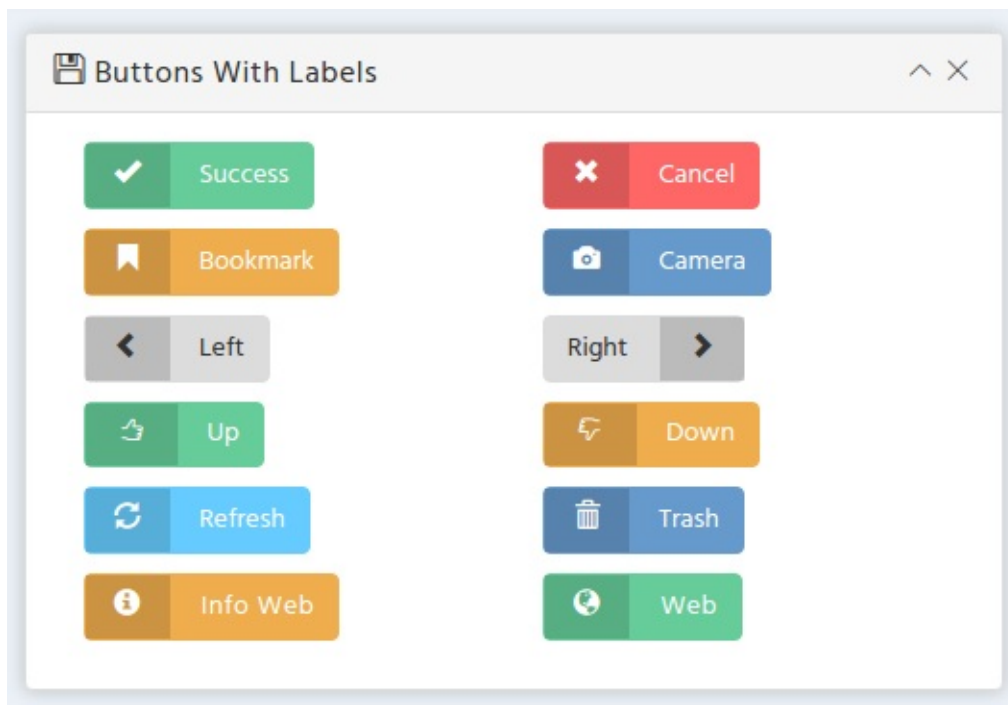 Buttons With Labels
Success
Cancel
Bookmark
Camera
Left
Right
Up
Down
Refresh
Trash
Info Web
Web